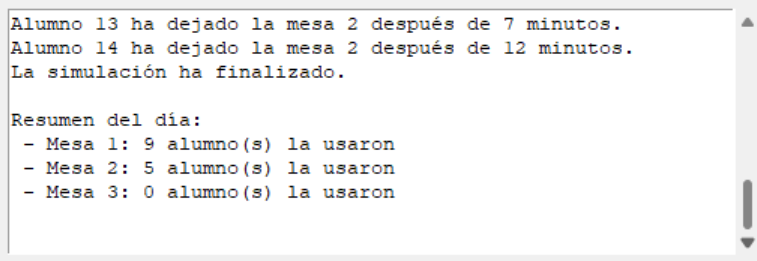 Alumno 13 ha dejado la mesa 2 después de 7 minutos.
Alumno 14 ha dejado la mesa 2 después de 12 minutos.
La simulación ha finalizado.
Resumen del día:
- Mesa 1: 9 alumno(s) la usaron
- Mesa 2: 5 alumno(s) la usaron
- Mesa 3: 0 alumno(s) la usaron